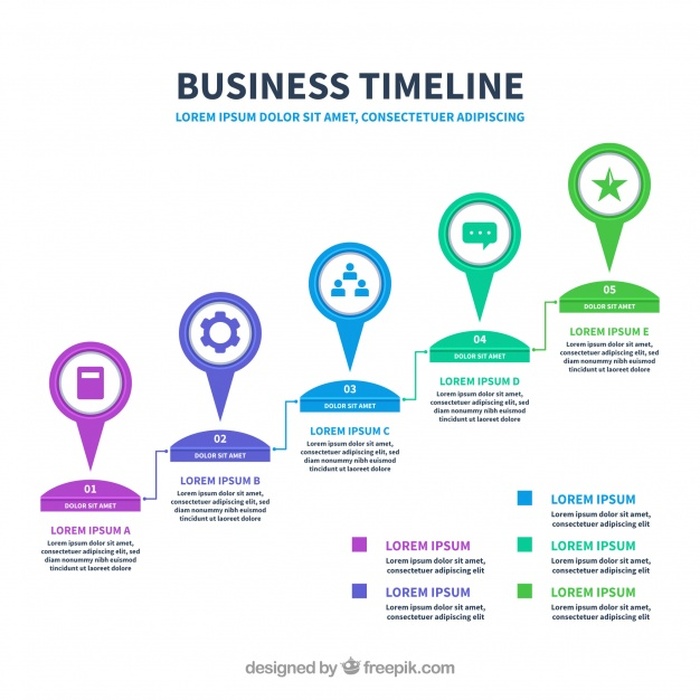 BUSINESS TIMELINE
LOREM IPSUM DOLOR SIT AMET, CONSECTETUER ADIPISCING
01
DOLOR SIT AMET
LOREM IPSUM A
Lorem ipsum dolor sit amet,
consectetuer adipiscing elit,
sed diam nonummy
nibh euismod tincidunt
ut laoreet dolore
02
DOLOR SIT AMET
LOREM IPSUM B
Lorem ipsum dolor sit amet,
consectetuer adipiscing elit,
sed diam nonummy
nibh euismod tincidunt
ut laoreet dolore
03
DOLOR SIT AMET
LOREM IPSUM C
Lorem ipsum dolor sit amet,
consectetuer adipiscing elit,
sed diam nonummy
nibh euismod tincidunt
ut laoreet dolore
04
DOLOR SIT AMET
LOREM IPSUM D
Lorem ipsum dolor sit amet,
consectetuer adipiscing elit,
sed diam nonummy
nibh euismod tincidunt
ut laoreet dolore
05
DOLOR SIT AMET
LOREM IPSUM E
Lorem ipsum dolor sit amet,
consectetuer adipiscing elit,
sed diam nonummy
nibh euismod tincidunt
ut laoreet dolore
LOREM IPSUM
Lorem ipsum dolor sit amet,
consectetuer adipiscing elit
LOREM IPSUM
Lorem ipsum dolor sit amet,
consectetuer adipiscing elit
LOREM IPSUM
Lorem ipsum dolor sit amet,
consectetuer adipiscing elit
LOREM IPSUM
Lorem ipsum dolor sit amet,
consectetuer adipiscing elit
LOREM IPSUM
Lorem ipsum dolor sit amet,
consectetuer adipiscing elit
designed by freepik.com